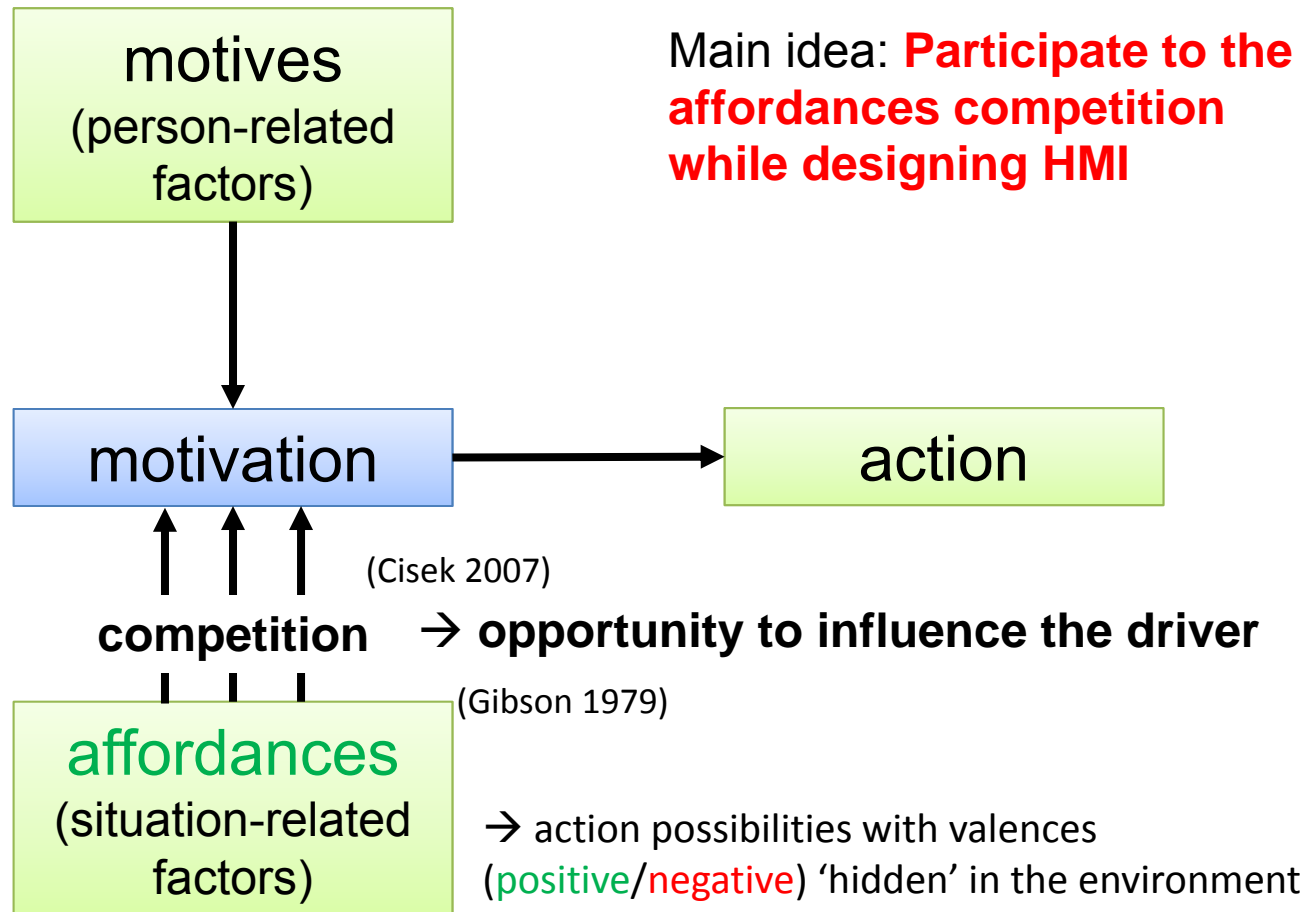 motives
(person-related
factors)
Main idea: Participate to the
affordances competition
while designing HMI
motivation
action
(Cisek 2007)
competition → opportunity to influence the driver
(Gibson 1979)
affordances
(situation-related
factors)
→ action possibilities with valences
(positive/negative) ‘hidden’ in the environment